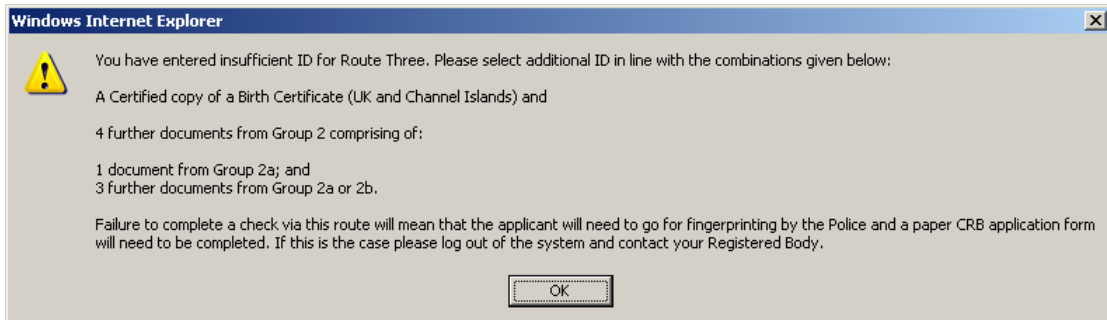 Windows Internet Explorer
You have entered insufficient ID for Route Three. Please select additional ID in line with the combinations given below:
A Certified copy of a Birth Certificate (UK and Channel Islands) and
4 further documents from Group 2 comprising of:
1 document from Group 2a; and
3 further documents from Group 2a or 2b.
Failure to complete a check via this route will mean that the applicant will need to go for fingerprinting by the Police and a paper CRB application form
will need to be completed. If this is the case please log out of the system and contact your Registered Body.
OK